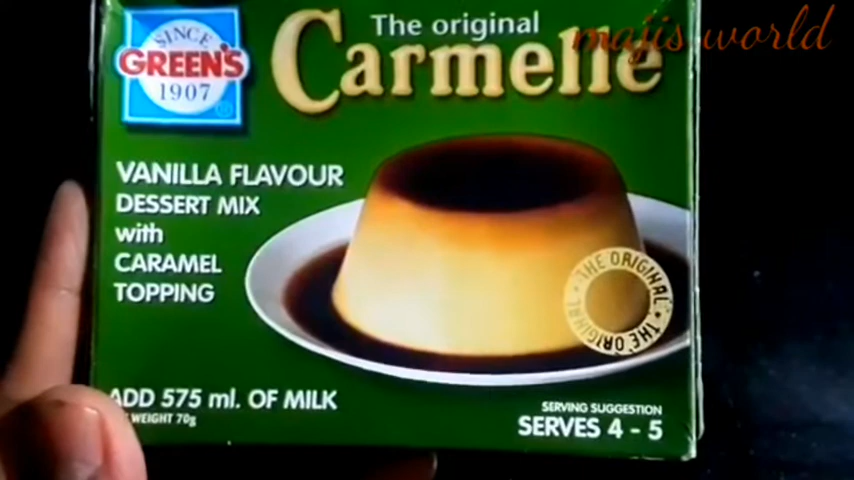 majis world
The original
Carmelle
SINCE
GREEN'S
1907
VANILLA FLAVOUR
DESSERT MIX
with
CARAMEL
TOPPING
THE ORIGINAL • THE ORIGINAL •
ADD 575 ml. OF MILK
WEIGHT 70g
SERVING SUGGESTION
SERVES 4 - 5